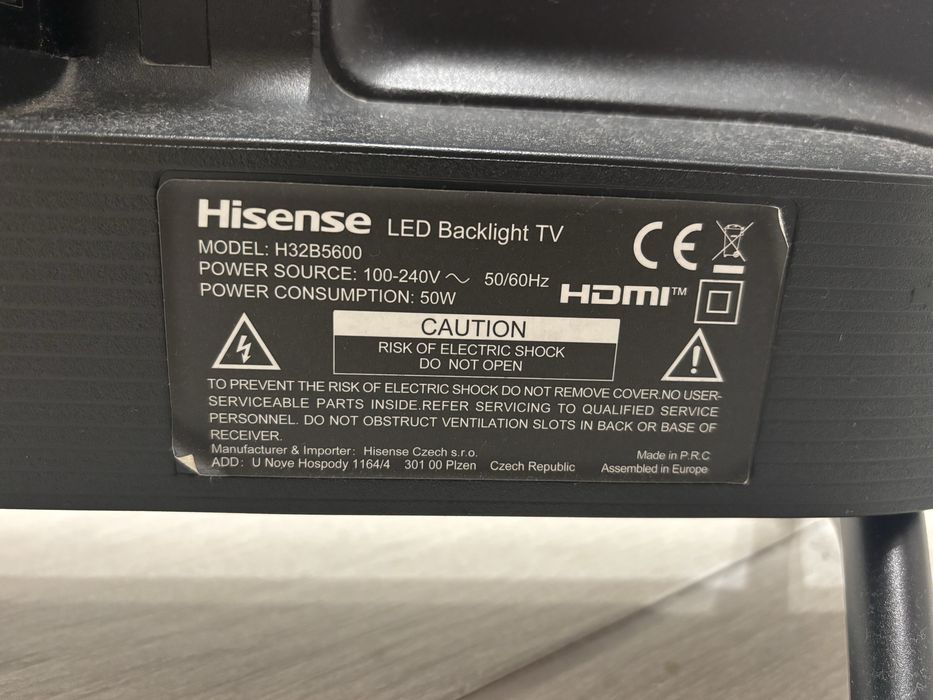 Hisense LED Backlight TV
MODEL: H32B5600
POWER SOURCE: 100-240V ~ 50/60Hz
POWER CONSUMPTION: 50W
CE
HDMI™
CAUTION
RISK OF ELECTRIC SHOCK
DO NOT OPEN
TO PREVENT THE RISK OF ELECTRIC SHOCK DO NOT REMOVE COVER.NO USER-
SERVICEABLE PARTS INSIDE.REFER SERVICING TO QUALIFIED SERVICE
PERSONNEL. DO NOT OBSTRUCT VENTILATION SLOTS IN BACK OR BASE OF
RECEIVER.
Manufacturer & Importer: Hisense Czech s.r.o.
ADD: U Nove Hospody 1164/4 301 00 Plzen Czech Republic
Made in P.R.C
Assembled in Europe